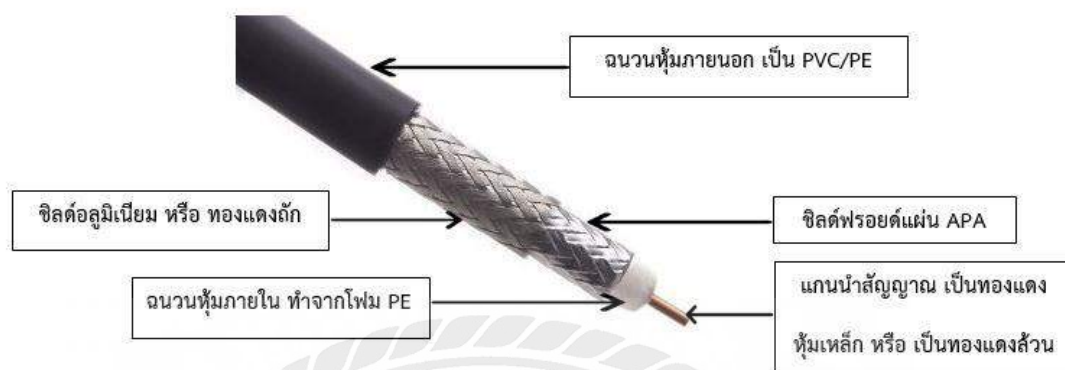 ฉนวนหุ้มภายนอก เป็น PVC/PE
ชิลด์อลูมิเนียม หรือ ทองแดงถัก
ชิลด์ฟรอยด์แผ่น APA
ฉนวนหุ้มภายใน ทำจากโฟม PE
แกนนำสัญญาณ เป็นทองแดง
หุ้มเหล็ก หรือ เป็นทองแดงล้วน